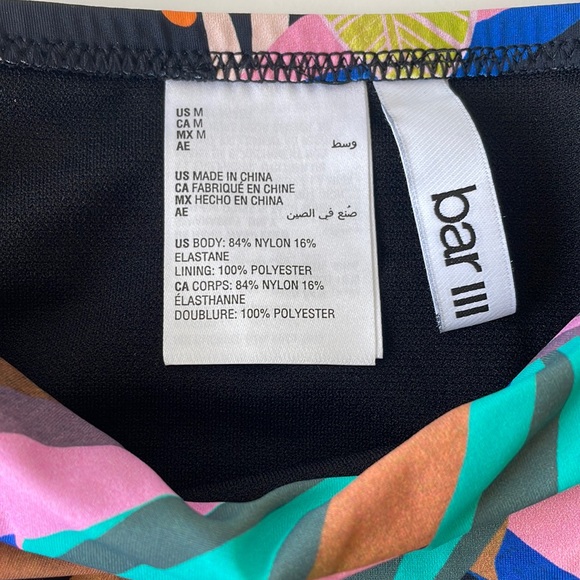 US M
CA M
MX M
AE وسط
US MADE IN CHINA
CA FABRIQUÉ EN CHINE
MX HECHO EN CHINA
AE صُنع في الصين
US BODY: 84% NYLON 16%
ELASTANE
LINING: 100% POLYESTER
CA CORPS: 84% NYLON 16%
ÉLASTHANNE
DOUBLURE: 100% POLYESTER
bar III